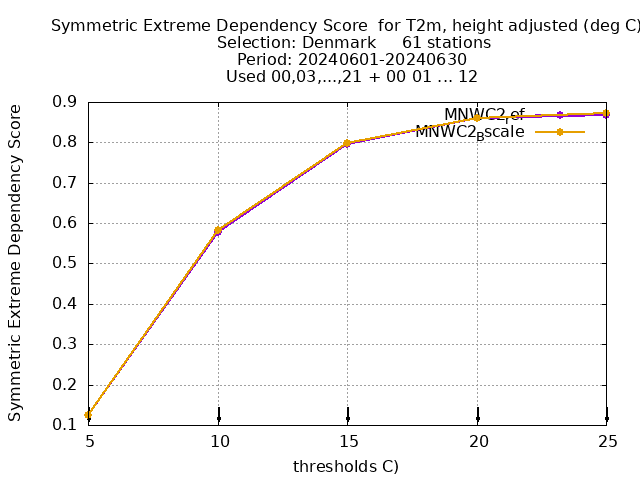 Symmetric Extreme Dependency Score  for T2m, height adjusted (deg C)
Selection: Denmark     61 stations
Period: 20240601-20240630
Used 00,03,...,21 + 00 01 ... 12
Symmetric Extreme Dependency Score
0.9
0.8
0.7
0.6
0.5
0.4
0.3
0.2
0.1
MNWC2ref
MNWC2Bscale
5
10
15
20
25
thresholds C)